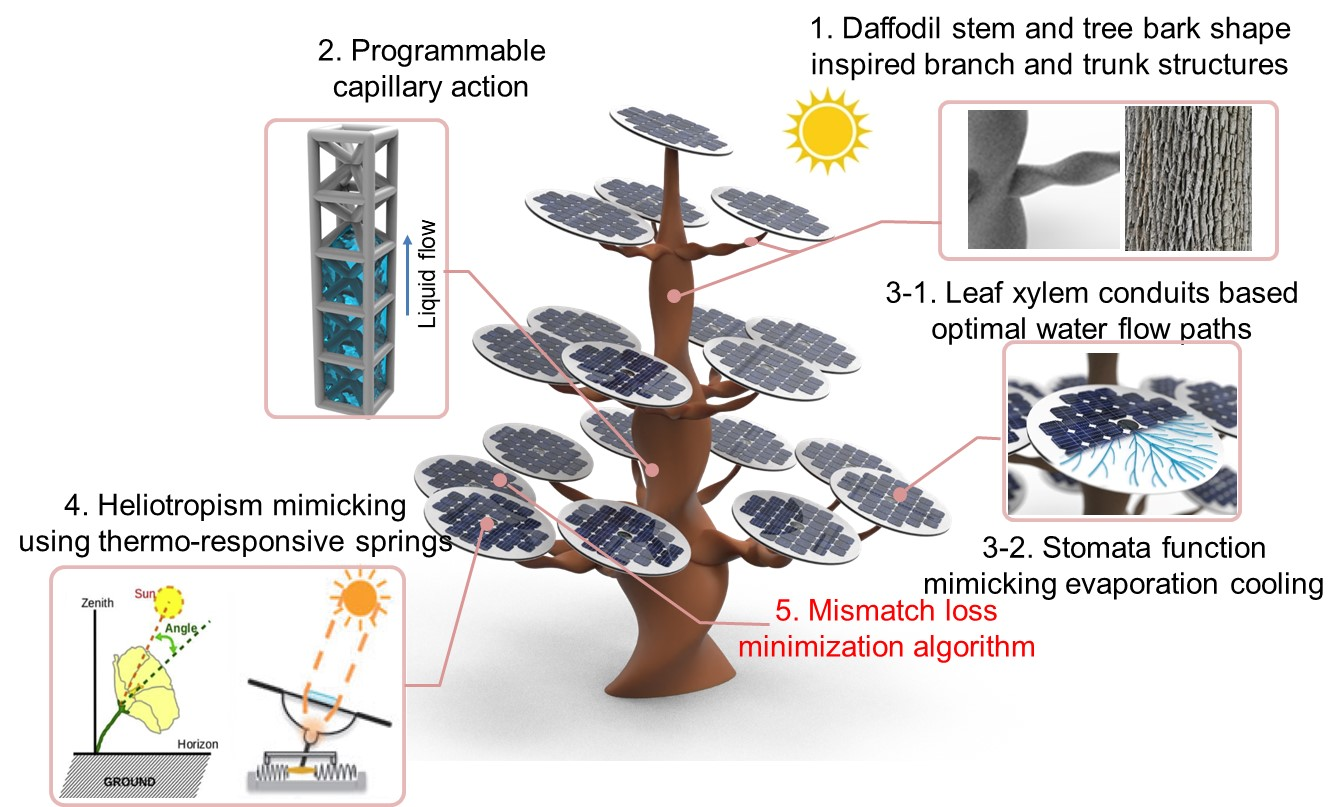 1. Daffodil stem and tree bark shape
inspired branch and trunk structures
2. Programmable
capillary action
Liquid flow
3-1. Leaf xylem conduits based
optimal water flow paths
3-2. Stomata function
mimicking evaporation cooling
4. Heliotropism mimicking
using thermo-responsive springs
Sun
Zenith
Angle
Horizon
GROUND
5. Mismatch loss
minimization algorithm